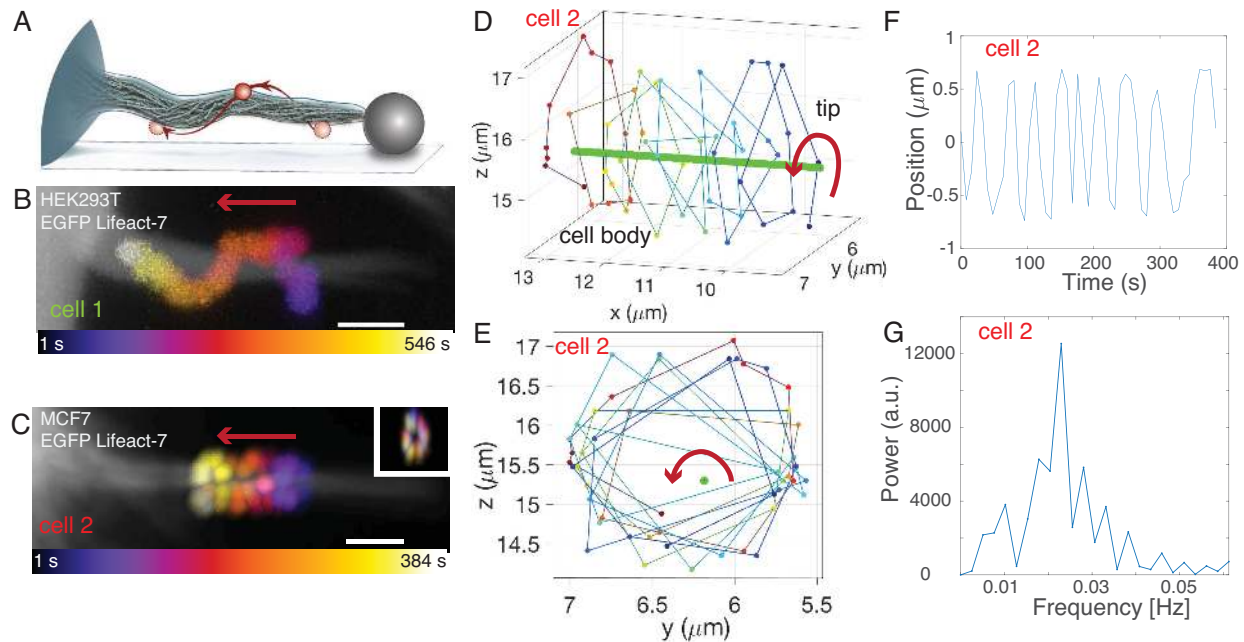 A
B
HEK293T
EGFP Lifeact-7
cell 1
1 s
546 s
C
MCF7
EGFP Lifeact-7
cell 2
1 s
384 s
D
cell 2
17
16
15
z (μm)
tip
cell body
13
12
11
10
7
6
x (μm)
y (μm)
E
cell 2
17
16.5
16
15.5
15
14.5
z (μm)
7
6.5
6
5.5
y (μm)
F
cell 2
1
0.5
0
-0.5
-1
Position (μm)
0
100
200
300
400
Time (s)
G
cell 2
12000
8000
4000
0
Power (a.u.)
0.01
0.03
0.05
Frequency [Hz]